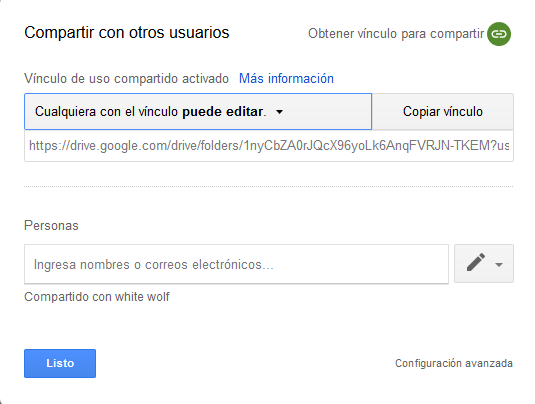 Compartir con otros usuarios
Obtener vínculo para compartir
Vínculo de uso compartido activado Más información
Cualquiera con el vínculo puede editar.
Copiar vínculo
https://drive.google.com/drive/folders/1nyCbZA0rJQcX96yoLk6AnqFVRJN-TKEM?us
Personas
Ingresa nombres o correos electrónicos...
Compartido con white wolf
Listo
Configuración avanzada